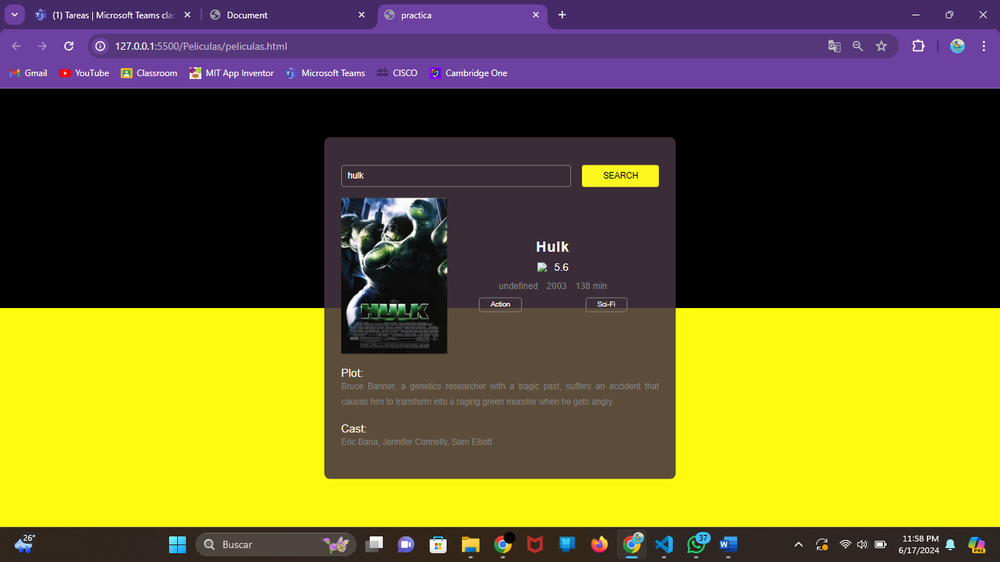 (1) Tareas | Microsoft Teams clas
Document
practica
127.0.0.1:5500/Peliculas/peliculas.html
Gmail
YouTube
Classroom
MIT App Inventor
Microsoft Teams
CISCO
Cambridge One
hulk
SEARCH
HULK
Hulk
5.6
undefined 2003 138 min
Action
Sci-Fi
Plot:
Bruce Banner, a genetics researcher with a tragic past, suffers an accident that
causes him to transform into a raging green monster when he gets angry.
Cast:
Eric Bana, Jennifer Connelly, Sam Elliott
26°
Buscar
37
11:58 PM
6/17/2024
PRE